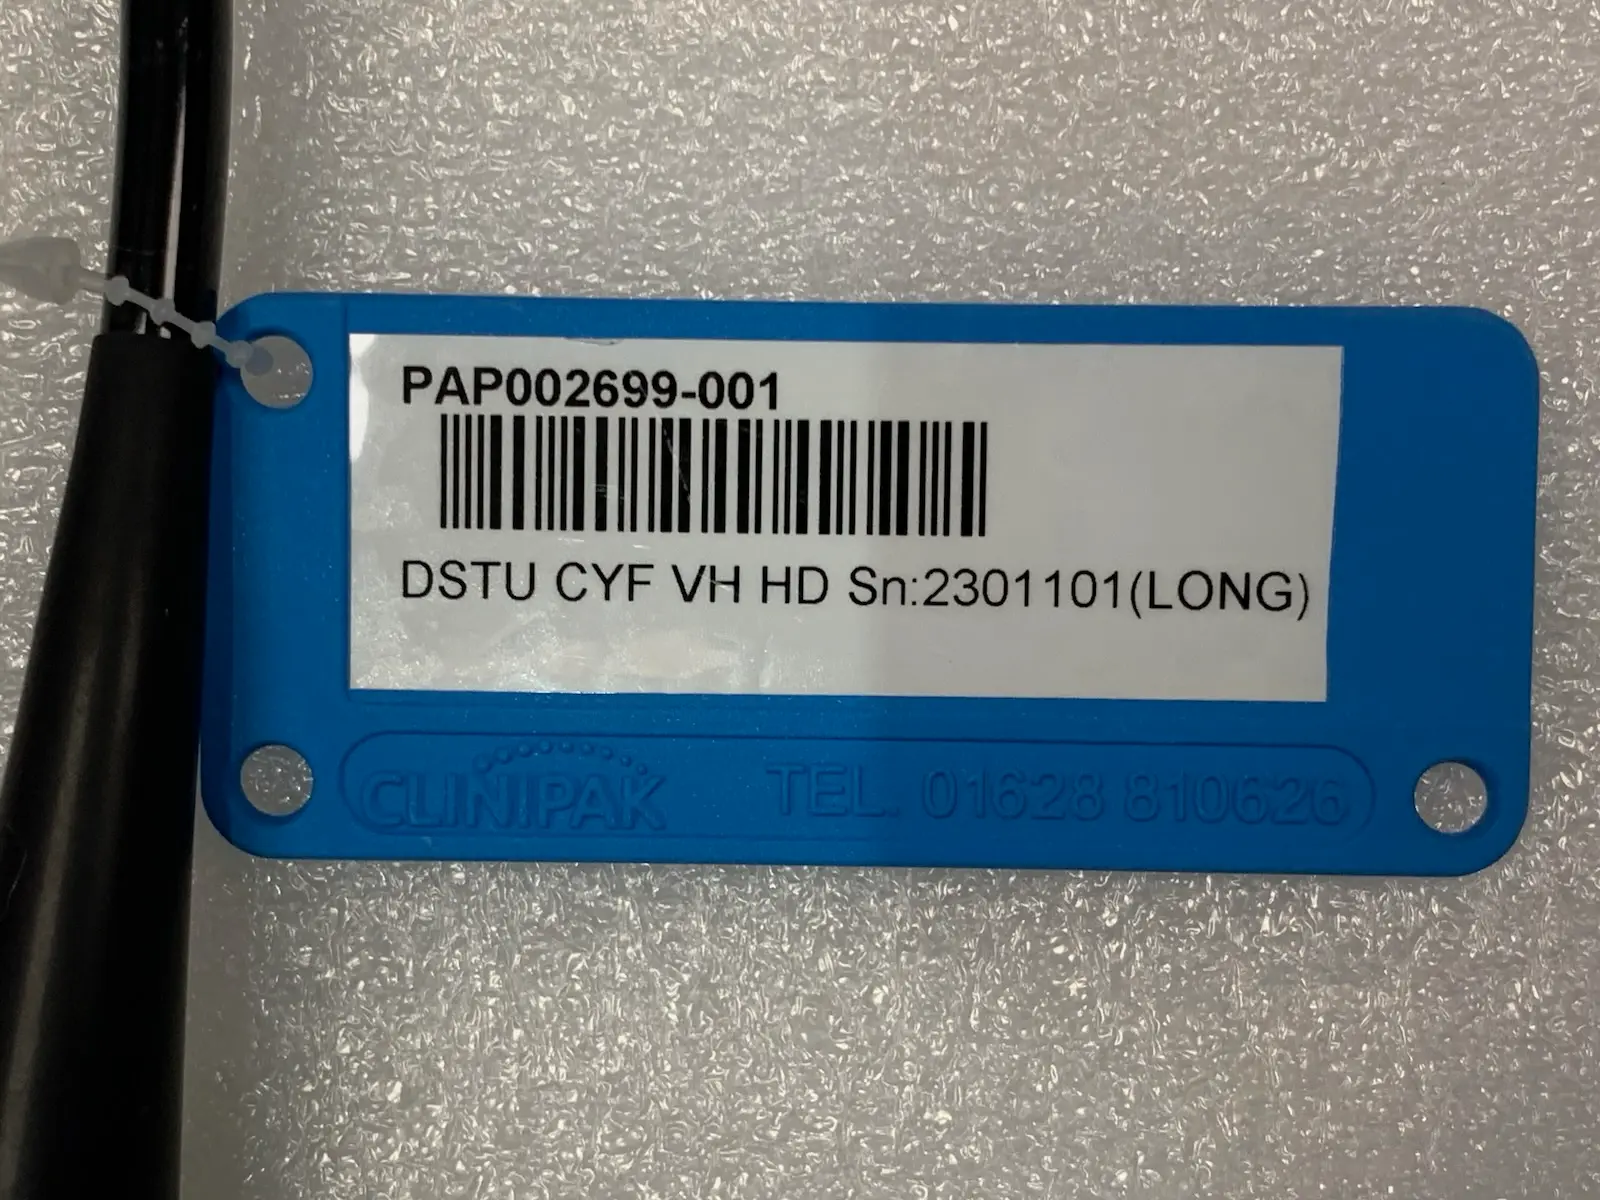 PAP002699-001
DSTU CYF VH HD Sn:2301101(LONG)
CLINIPAK TEL. 01628 810626